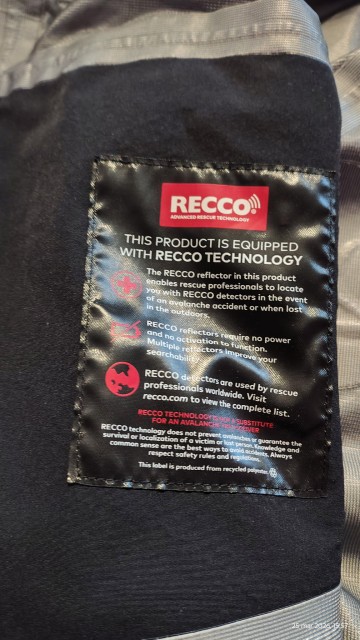 RECCO
ADVANCED RESCUE TECHNOLOGY
THIS PRODUCT IS EQUIPPED
WITH RECCO TECHNOLOGY
The RECCO reflector in this product
enables rescue professionals to locate
you with RECCO detectors in the event
of an avalanche accident or when lost
in the outdoors.
RECCO reflectors require no power
and no activation to function.
Multiple reflectors improve your
searchability.
RECCO detectors are used by rescue
professionals worldwide. Visit
recco.com to view the complete list.
RECCO TECHNOLOGY IS NOT A SUBSTITUTE
FOR AN AVALANCHE TRANSCEIVER
RECCO technology does not prevent avalanches or guarantee the
survival or localization of a victim or lost person. Knowledge and
common sense are the best ways to avoid accidents. Always
respect safety rules and regulations.
This label is produced from recycled polyester